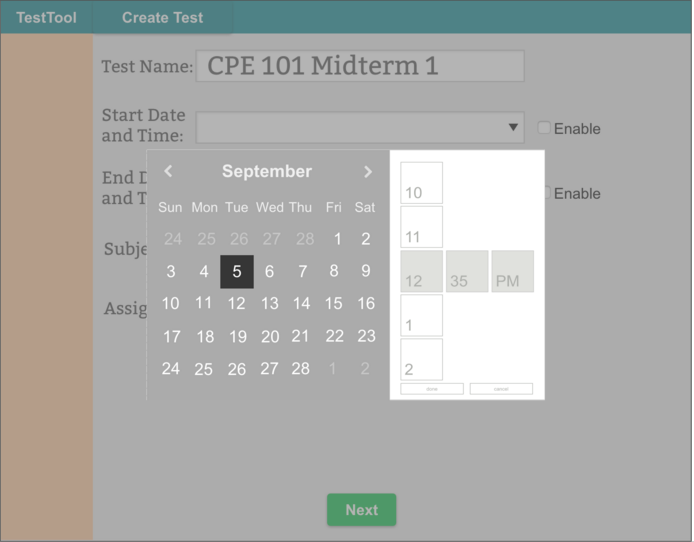 TestTool Create Test
Test Name: CPE 101 Midterm 1
Start Date
and Time:
Enable
End D
and T
Enable
Subje
Assig
September
Sun Mon Tue Wed Thu Fri Sat
24 25 26 27 28 1 2
3 4 5 6 7 8 9
10 11 12 13 14 15 16
17 18 19 20 21 22 23
24 25 26 27 28 1 2
10
11
12 35 PM
1
2
done cancel
Next